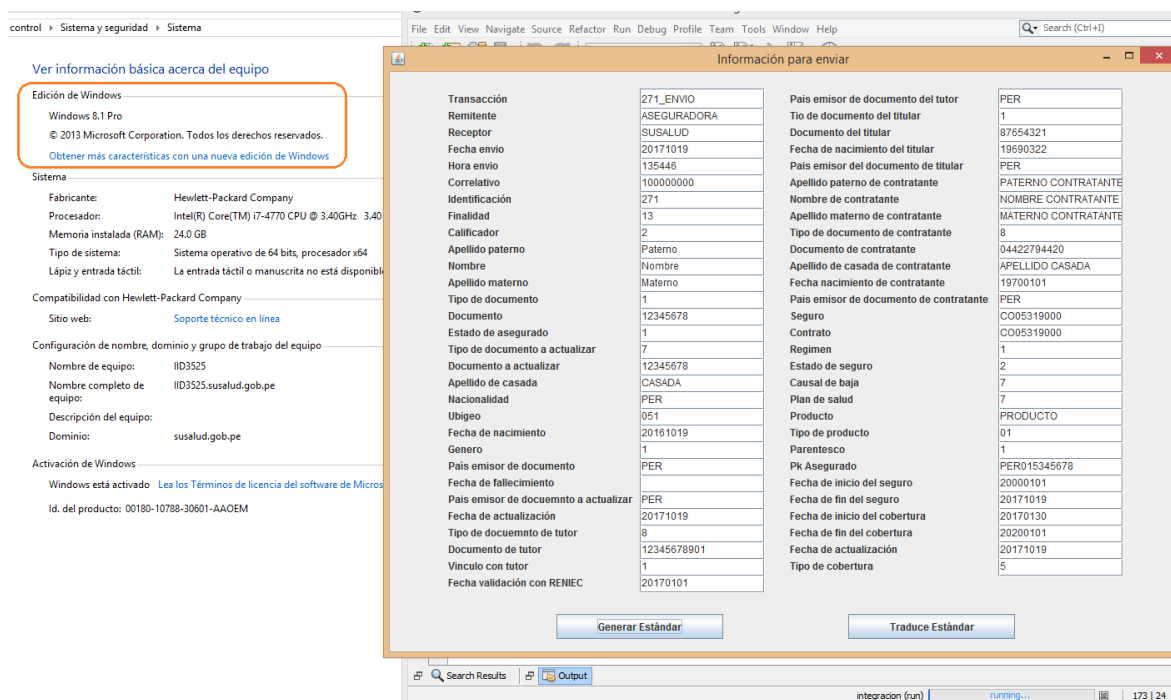 control ▸ Sistema y seguridad ▸ Sistema
Ver información básica acerca del equipo
Edición de Windows
Windows 8.1 Pro
© 2013 Microsoft Corporation. Todos los derechos reservados.
Obtener más características con una nueva edición de Windows
Sistema
Fabricante: Hewlett-Packard Company
Procesador: Intel(R) Core(TM) i7-4770 CPU @ 3.40GHz 3.40
Memoria instalada (RAM): 24.0 GB
Tipo de sistema: Sistema operativo de 64 bits, procesador x64
Lápiz y entrada táctil: La entrada táctil o manuscrita no está disponibl
Compatibilidad con Hewlett-Packard Company
Sitio web: Soporte técnico en línea
Configuración de nombre, dominio y grupo de trabajo del equipo
Nombre de equipo: IID3525
Nombre completo de equipo: IID3525.susalud.gob.pe
Descripción del equipo:
Dominio: susalud.gob.pe
Activación de Windows
Windows está activado Lea los Términos de licencia del software de Micros
Id. del producto: 00180-10788-30601-AAOEM
File Edit View Navigate Source Refactor Run Debug Profile Team Tools Window Help
Search (Ctrl+I)
Información para enviar
Transacción 271_ENVIO
Remitente ASEGURADORA
Receptor SUSALUD
Fecha envio 20171019
Hora envio 135446
Correlativo 100000000
Identificación 271
Finalidad 13
Calificador 2
Apellido paterno Paterno
Nombre Nombre
Apellido materno Materno
Tipo de documento 1
Documento 12345678
Estado de asegurado 1
Tipo de documento a actualizar 7
Documento a actualizar 12345678
Apellido de casada CASADA
Nacionalidad PER
Ubigeo 051
Fecha de nacimiento 20161019
Genero 1
País emisor de documento PER
Fecha de fallecimiento
Pais emisor de docuemnto a actualizar PER
Fecha de actualización 20171019
Tipo de docuemnto de tutor 8
Documento de tutor 12345678901
Vinculo con tutor 1
Fecha validación con RENIEC 20170101
Pais emisor de documento del tutor PER
Tio de documento del titular 1
Documento del titular 87654321
Fecha de nacimiento del titular 19690322
Pais emisor del documento de titular PER
Apellido paterno de contratante PATERNO CONTRATANTE
Nombre de contratante NOMBRE CONTRATANTE
Apellido materno de contratante MATERNO CONTRATANTE
Tipo de documento de contratante 8
Documento de contratante 04422794420
Apellido de casada de contratante APELLIDO CASADA
Fecha nacimiento de contratante 19700101
Pais emisor de documento de contratante PER
Seguro CO05319000
Contrato CO05319000
Regimen 1
Estado de seguro 2
Causal de baja 7
Plan de salud 7
Producto PRODUCTO
Tipo de producto 01
Parentesco 1
Pk Asegurado PER015345678
Fecha de inicio del seguro 20000101
Fecha de fin del seguro 20171019
Fecha de inicio del cobertura 20170130
Fecha de fin del cobertura 20200101
Fecha de actualización 20171019
Tipo de cobertura 5
Generar Estándar
Traduce Estándar
Search Results
Output
integracion (run)
running...
173 | 24